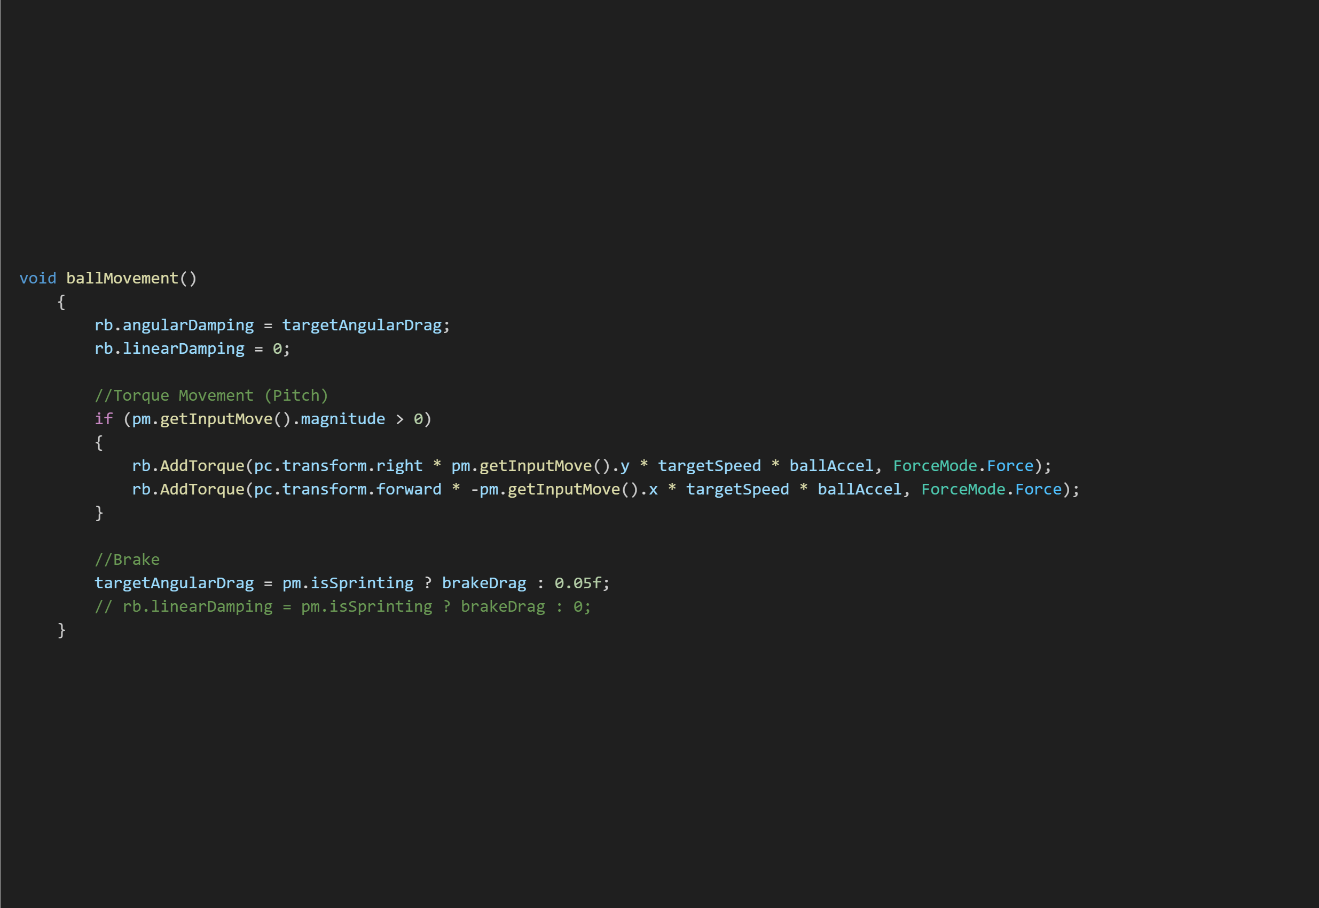 void ballMovement()
{
rb.angularDamping = targetAngularDrag;
rb.linearDamping = 0;
//Torque Movement (Pitch)
if (pm.getInputMove().magnitude > 0)
{
rb.AddTorque(pc.transform.right * pm.getInputMove().y * targetSpeed * ballAccel, ForceMode.Force);
rb.AddTorque(pc.transform.forward * -pm.getInputMove().x * targetSpeed * ballAccel, ForceMode.Force);
}
//Brake
targetAngularDrag = pm.isSprinting ? brakeDrag : 0.05f;
// rb.linearDamping = pm.isSprinting ? brakeDrag : 0;
}